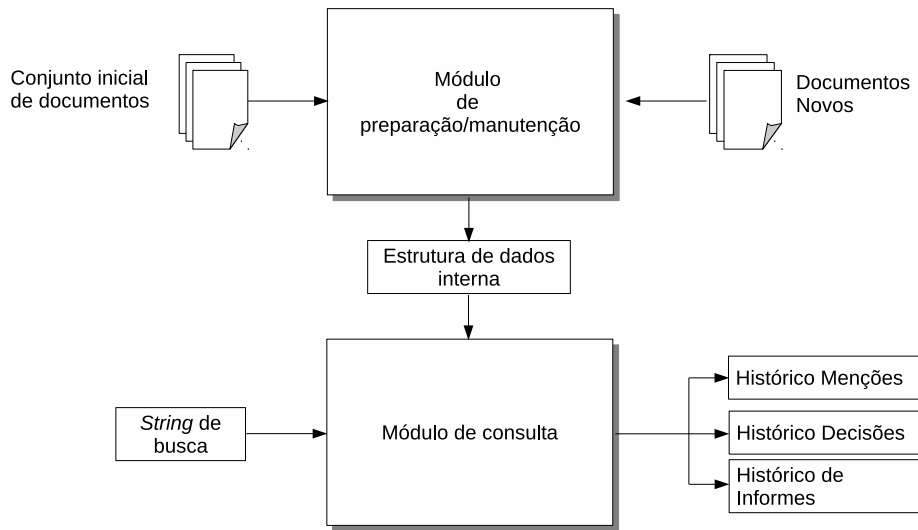 Conjunto inicial
de documentos
Módulo
de
preparação/manutenção
Documentos
Novos
Estrutura de dados
interna
String de
busca
Módulo de consulta
Histórico Menções
Histórico Decisões
Histórico de
Informes